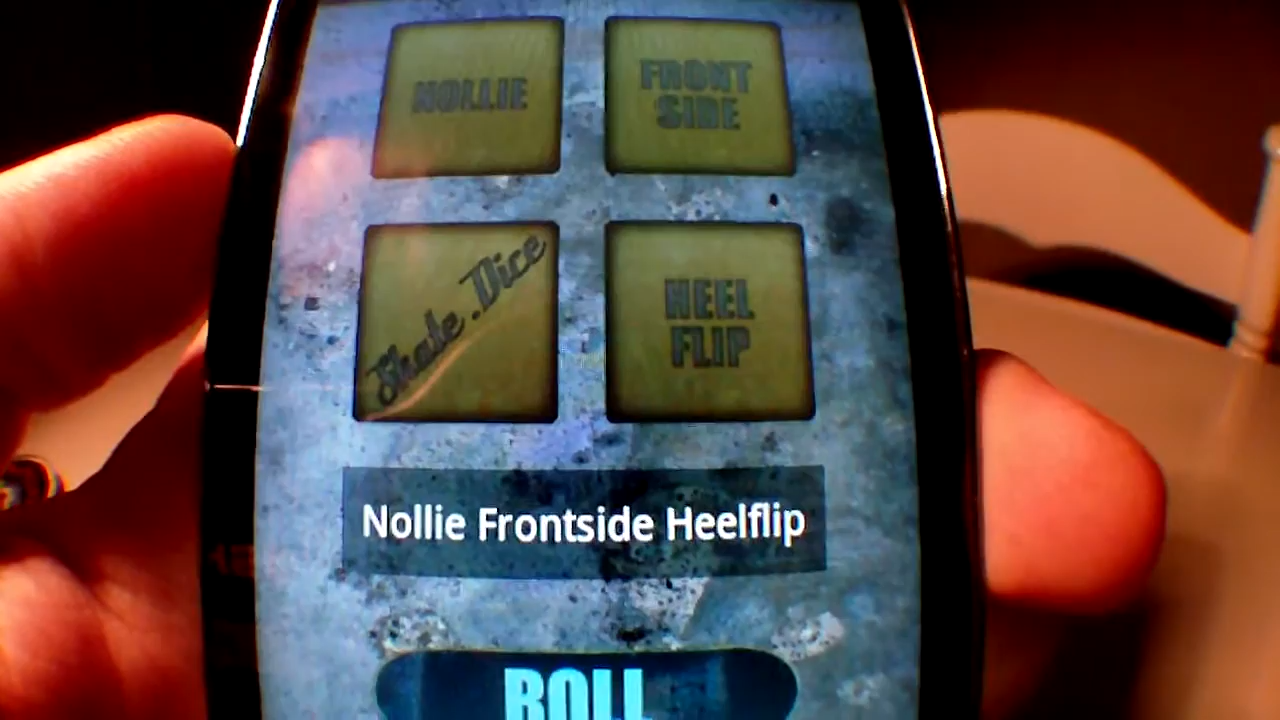 NOLLIE
FRONT
SIDE
Skate.Dice
HEEL
FLIP
Nollie Frontside Heelflip
ROLL